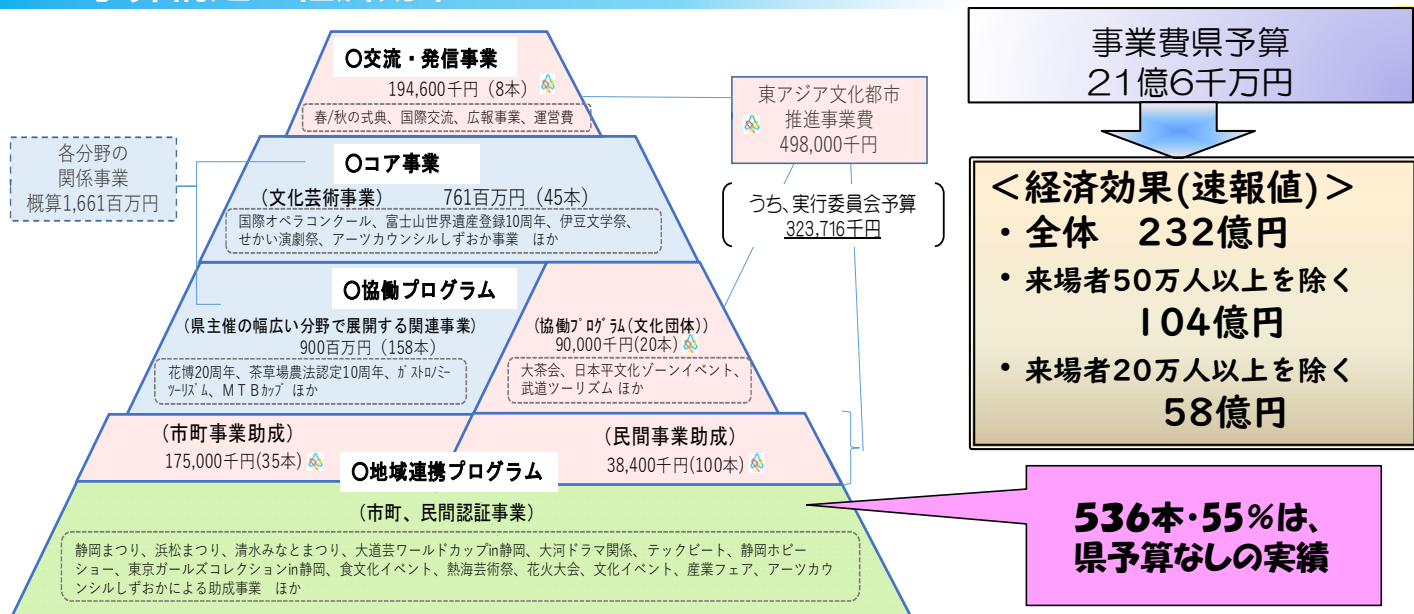 〇交流・発信事業
194,600千円（8本）
春/秋の式典、国際交流、広報事業、運営費
東アジア文化都市
推進事業費
498,000千円
各分野の
関係事業
概算1,661百万円
〇コア事業
(文化芸術事業)　761百万円（45本）
国際オペラコンクール、富士山世界遺産登録10周年、伊豆文学祭、
せかい演劇祭、アーツカウンシルしずおか事業　ほか
うち、実行委員会予算
323,716千円
〇協働プログラム
(県主催の幅広い分野で展開する関連事業)
900百万円（158本）
花博20周年、茶草場農法認定10周年、ｶﾞｽﾄﾛﾉﾐｰ
ﾂｰﾘｽﾞﾑ、ＭＴＢｶｯﾌﾟ ほか
(協働ﾌﾟﾛｸﾞﾗﾑ(文化団体))
90,000千円(20本)
大茶会、日本平文化ゾーンイベント、
武道ツーリズム ほか
(市町事業助成)
175,000千円(35本)
(民間事業助成)
38,400千円(100本)
〇地域連携プログラム
(市町、民間認証事業)
静岡まつり、浜松まつり、清水みなとまつり、大道芸ワールドカップin静岡、大河ドラマ関係、テックビート、静岡ホビー
ショー、東京ガールズコレクションin静岡、食文化イベント、熱海芸術祭、花火大会、文化イベント、産業フェア、アーツカウ
ンシルしずおかによる助成事業　ほか
事業費県予算
21億6千万円
＜経済効果(速報値)＞
・全体　232億円
・来場者50万人以上を除く
104億円
・来場者20万人以上を除く
58億円
536本・55％は、
県予算なしの実績